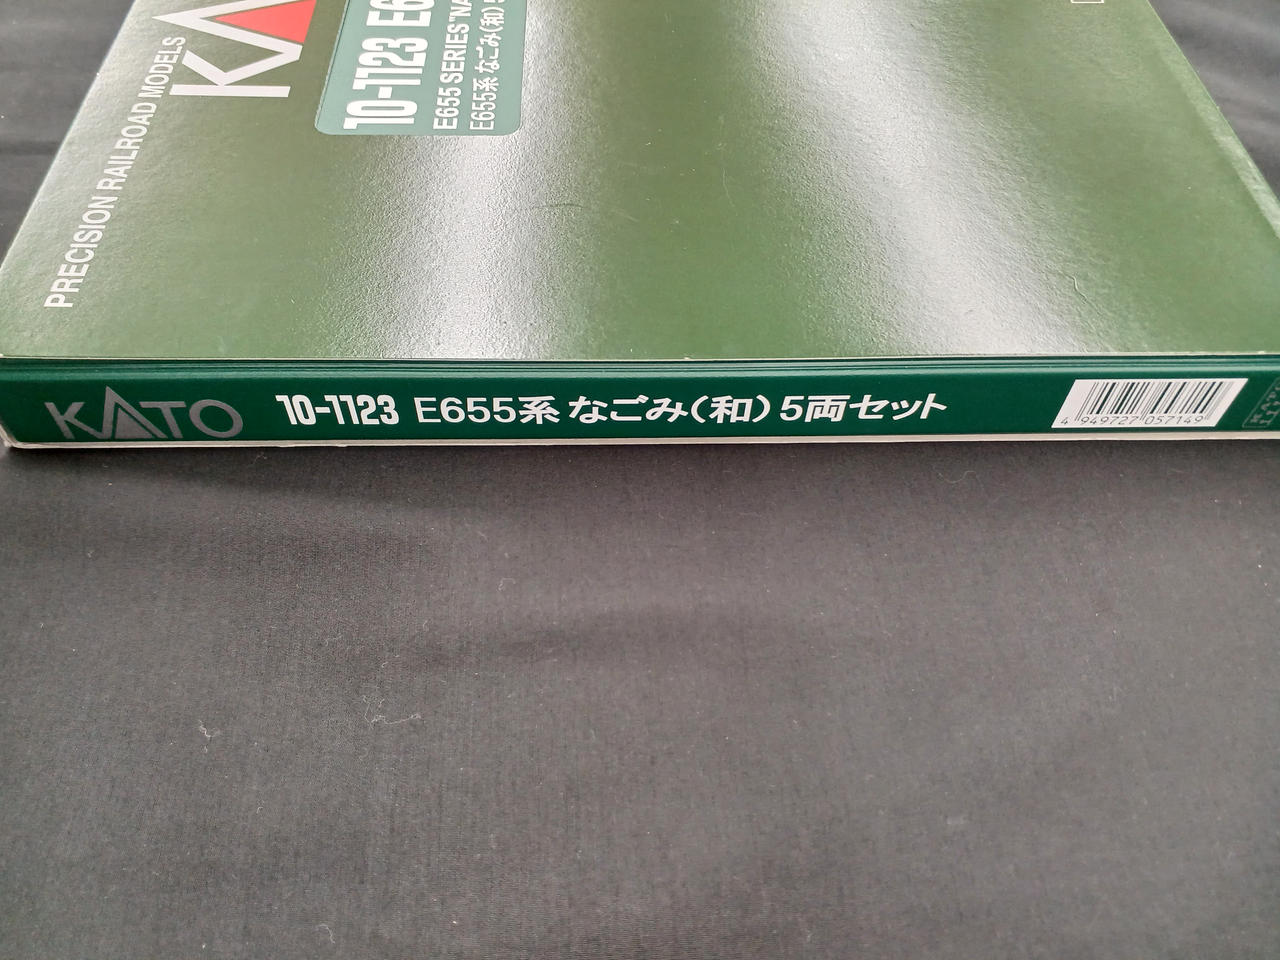 PRECISION RAILROAD MODELS
10-1123
E655 SERIES
E655系 なごみ(和)
KATO
10-1123 E655系 なごみ(和) 5両セット
4 949727 057149